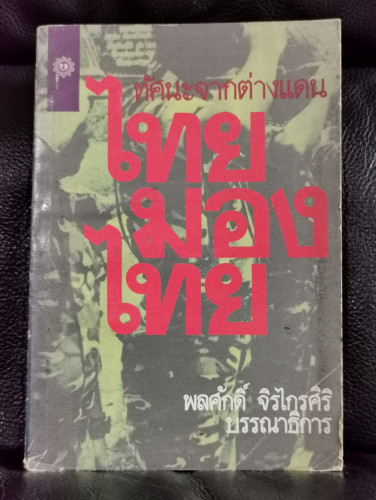 ทัศนะจากต่างแดน
ไทย
มอง
ไทย
พลศักดิ์ จิรไกรศิริ
บรรณาธิการ